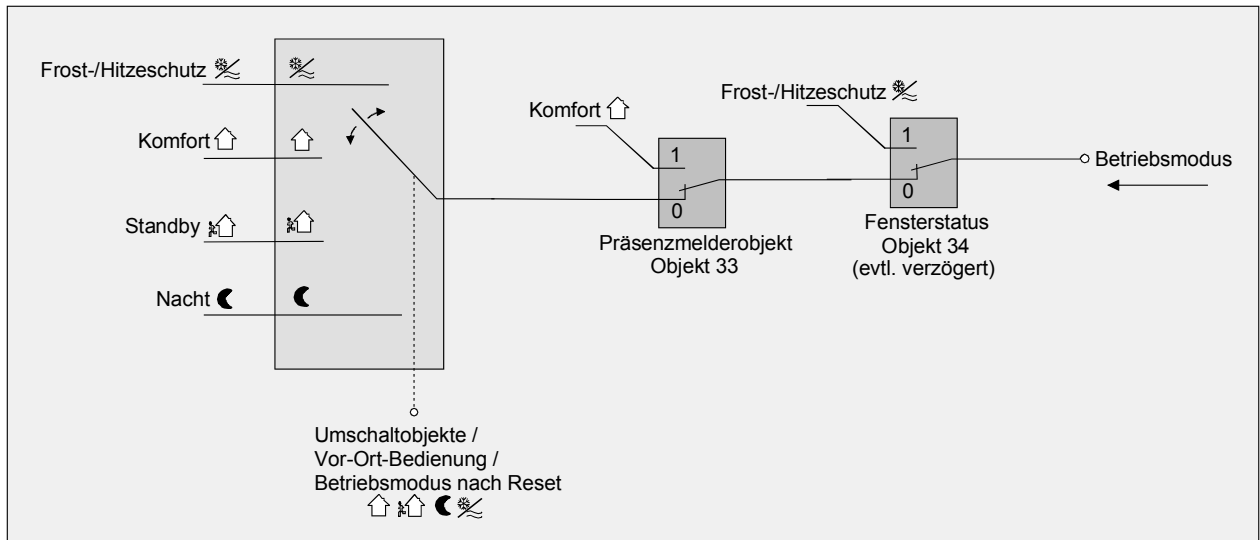 Frost-/Hitzeschutz
Komfort
Standby
Nacht
Umschaltobjekte /
Vor-Ort-Bedienung /
Betriebsmodus nach Reset
Komfort
1
0
Präsenzmelderobjekt
Objekt 33
Frost-/Hitzeschutz
1
0
Fensterstatus
Objekt 34
(evtl. verzögert)
Betriebsmodus